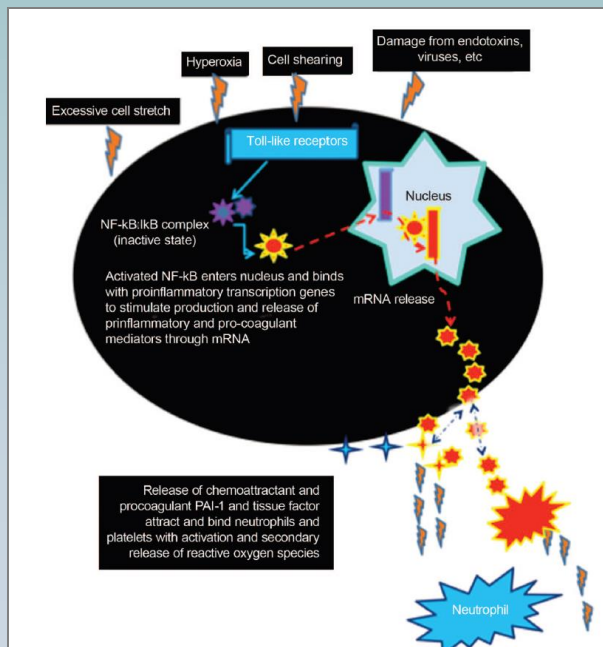 Damage from endotoxins,
viruses, etc
Cell shearing
Hyperoxia
Excessive cell stretch
Toll-like receptors
Nucleus
NF-kB:IkB complex
(inactive state)
Activated NF-kB enters nucleus and binds
with proinflammatory transcription genes
to stimulate production and release of
prinflammatory and pro-coagulant
mediators through mRNA
mRNA release
Release of chemoattractant and
procoagulant PAI-1 and tissue factor
attract and bind neutrophils and
platelets with activation and secondary
release of reactive oxygen species
Neutrophil